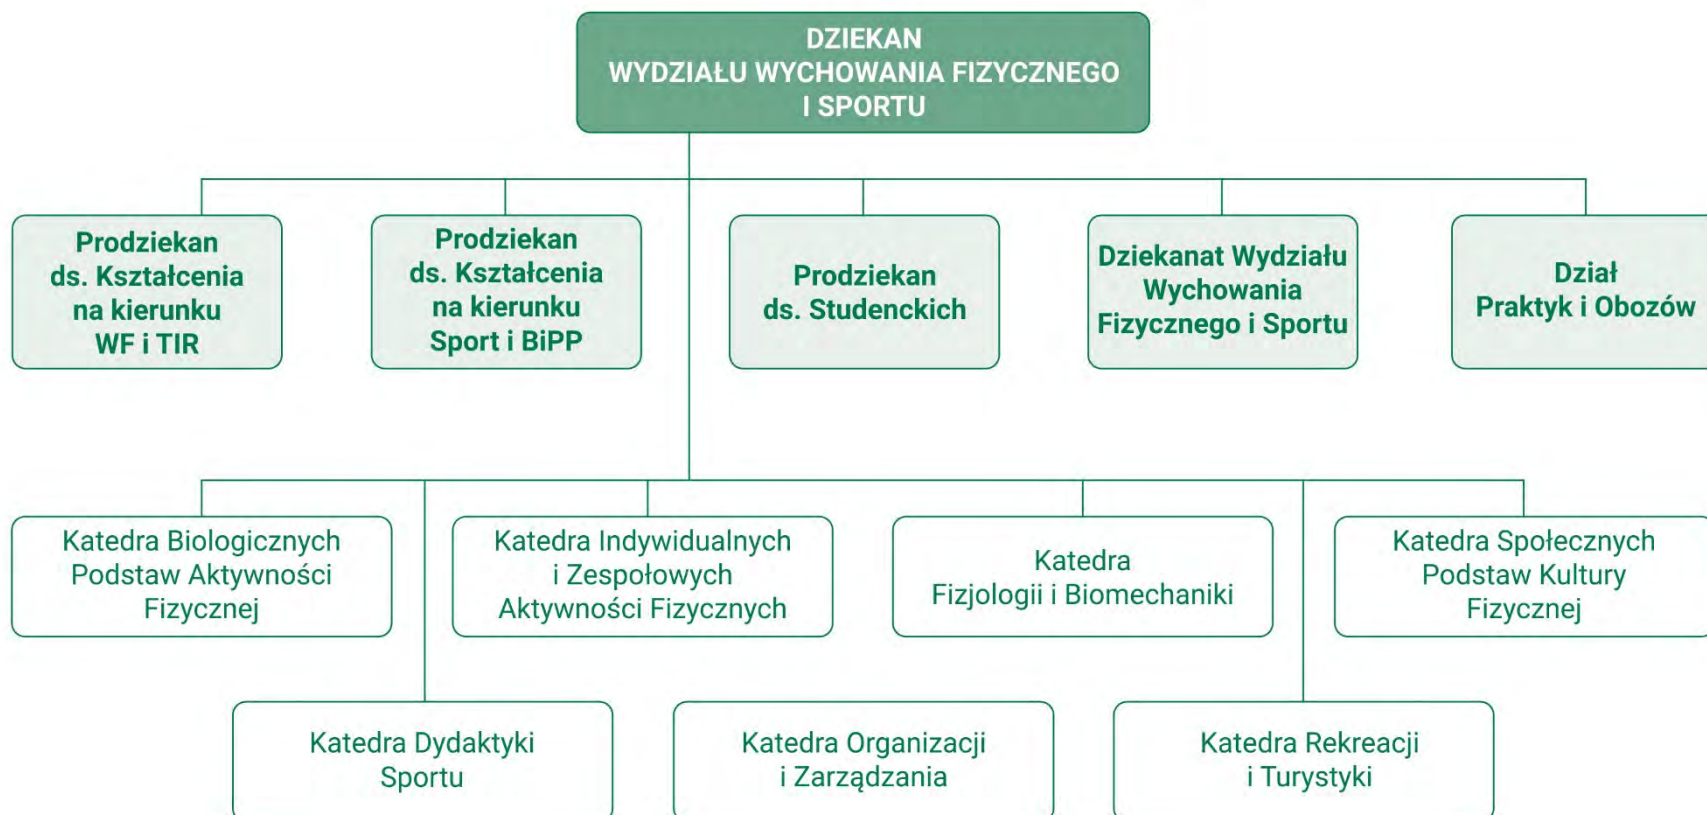 DZIEKAN
WYDZIAŁU WYCHOWANIA FIZYCZNEGO
I SPORTU
Prodziekan
ds. Kształcenia
na kierunku
WF i TIR
Prodziekan
ds. Kształcenia
na kierunku
Sport i BiPP
Prodziekan
ds. Studenckich
Dziekanat Wydziału
Wychowania
Fizycznego i Sportu
Dział
Praktyk i Obozów
Katedra Biologicznych
Podstaw Aktywności
Fizycznej
Katedra Indywidualnych
i Zespołowych
Aktywności Fizycznych
Katedra
Fizjologii i Biomechaniki
Katedra Społecznych
Podstaw Kultury
Fizycznej
Katedra Dydaktyki
Sportu
Katedra Organizacji
i Zarządzania
Katedra Rekreacji
i Turystyki